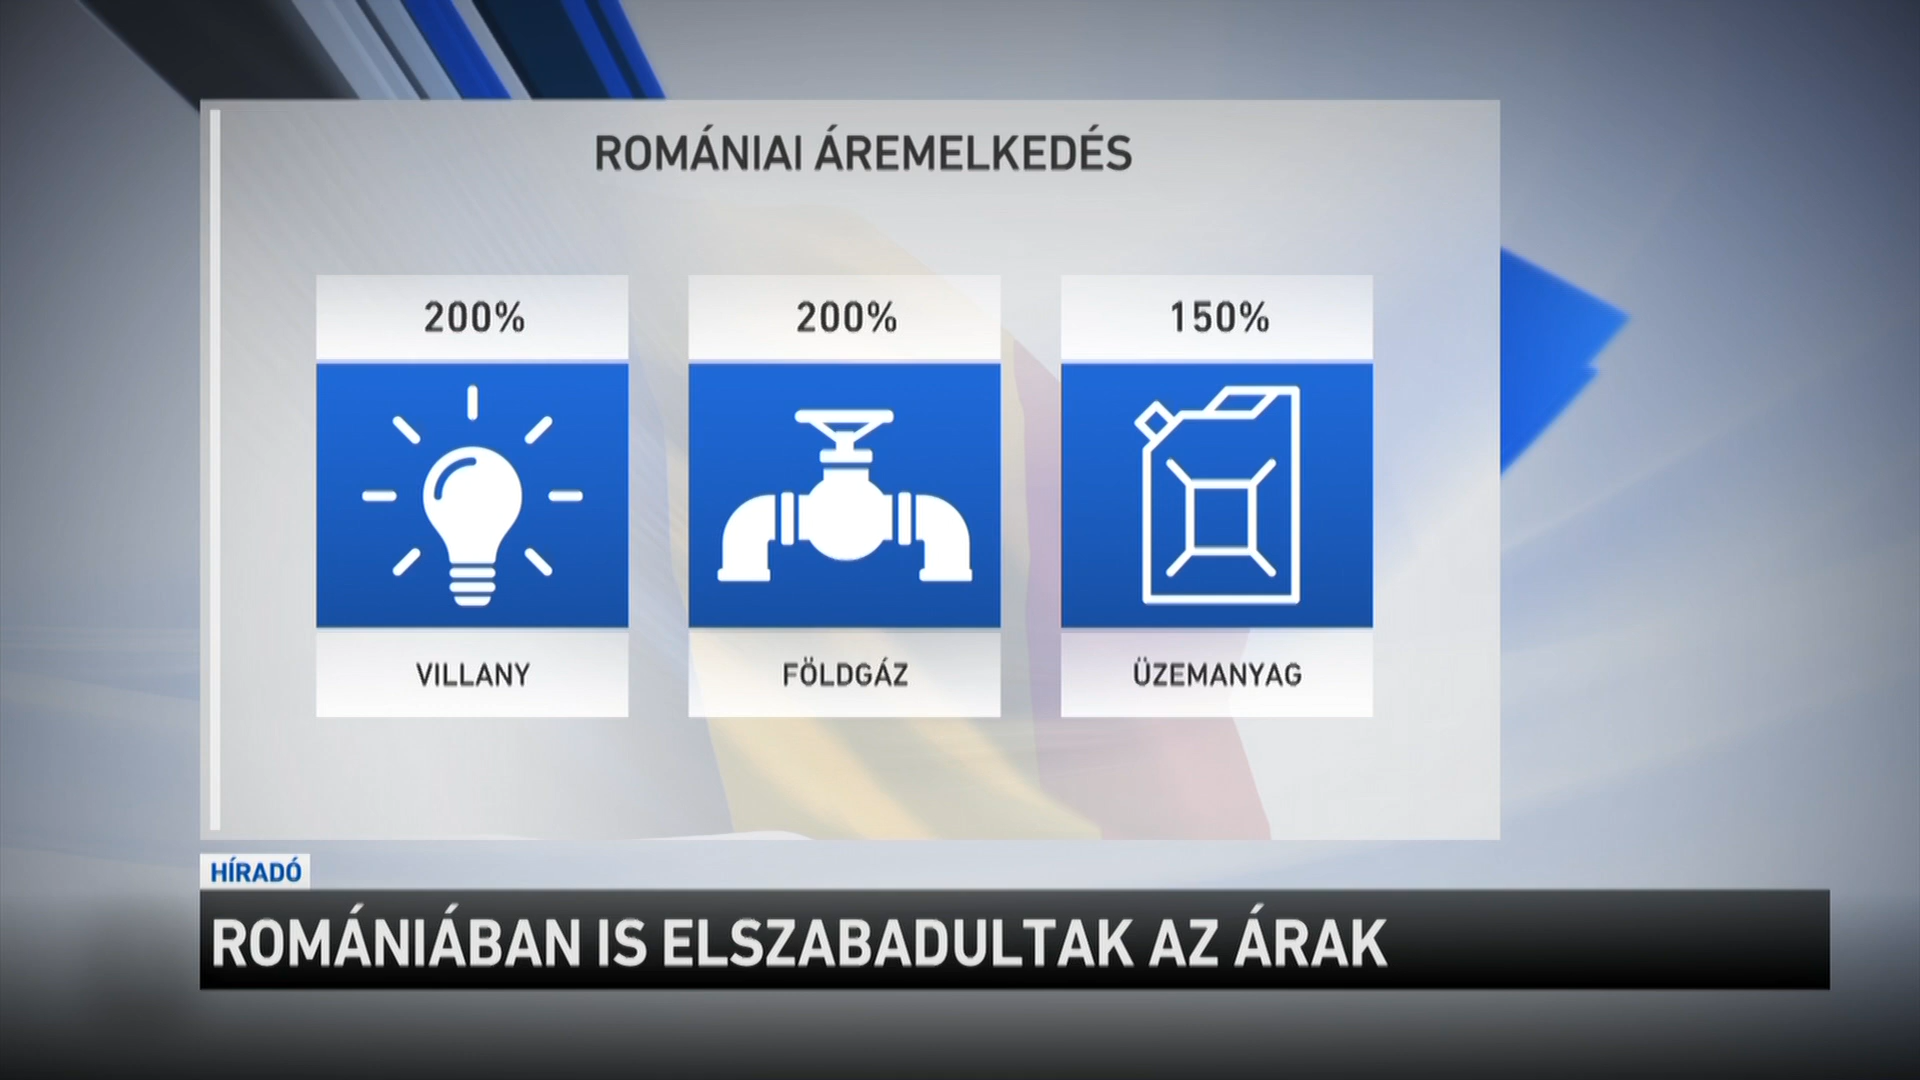 ROMÁNIAI ÁREMELKEDÉS
200%
200%
150%
VILLANY
FÖLDGÁZ
ÜZEMANYAG
HÍRADÓ
ROMÁNIÁBAN IS ELSZABADULTAK AZ ÁRAK